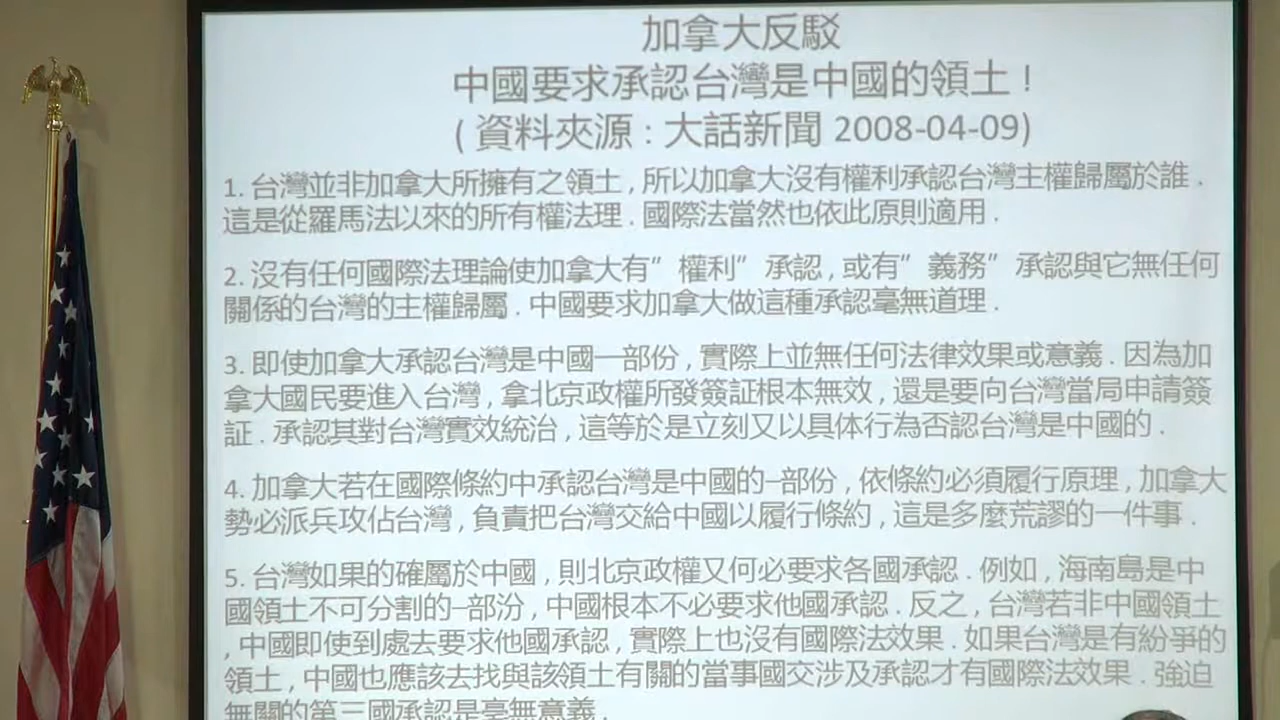 加拿大反駁
中國要求承認台灣是中國的領土!
(資料來源:大話新聞 2008-04-09)
1. 台灣並非加拿大所擁有之領土,所以加拿大沒有權利承認台灣主權歸屬於誰.
這是從羅馬法以來的所有權法理.國際法當然也依此原則適用.
2. 沒有任何國際法理論使加拿大有”權利”承認,或有”義務”承認與它無任何
關係的台灣的主權歸屬.中國要求加拿大做這種承認毫無道理.
3. 即使加拿大承認台灣是中國一部份,實際上並無任何法律效果或意義.因為加
拿大國民要進入台灣,拿北京政權所發簽証根本無效,還是要向台灣當局申請簽
証.承認其對台灣實效統治,這等於是立刻又以具体行為否認台灣是中國的.
4. 加拿大若在國際條約中承認台灣是中國的一部份,依條約必須履行原理,加拿大
勢必派兵攻佔台灣,負責把台灣交給中國以履行條約,這是多麼荒謬的一件事.
5. 台灣如果的確屬於中國,則北京政權又何必要求各國承認.例如,海南島是中
國領土不可分割的一部汾,中國根本不必要求他國承認.反之,台灣若非中國領土
,中國即使到處去要求他國承認,實際上也沒有國際法效果.如果台灣是有紛爭的
領土,中國也應該去找與該領土有關的當事國交涉及承認才有國際法效果.強迫
無關的第三國承認是毫無意義.